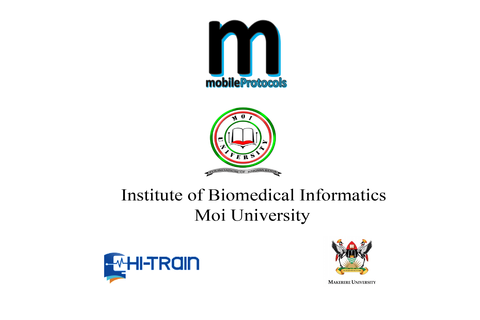 m
mobileProtocols
MOI
UNIVERSITY
Institute of Biomedical Informatics
Moi University
HI-TRAIN
MAKERERE UNIVERSITY